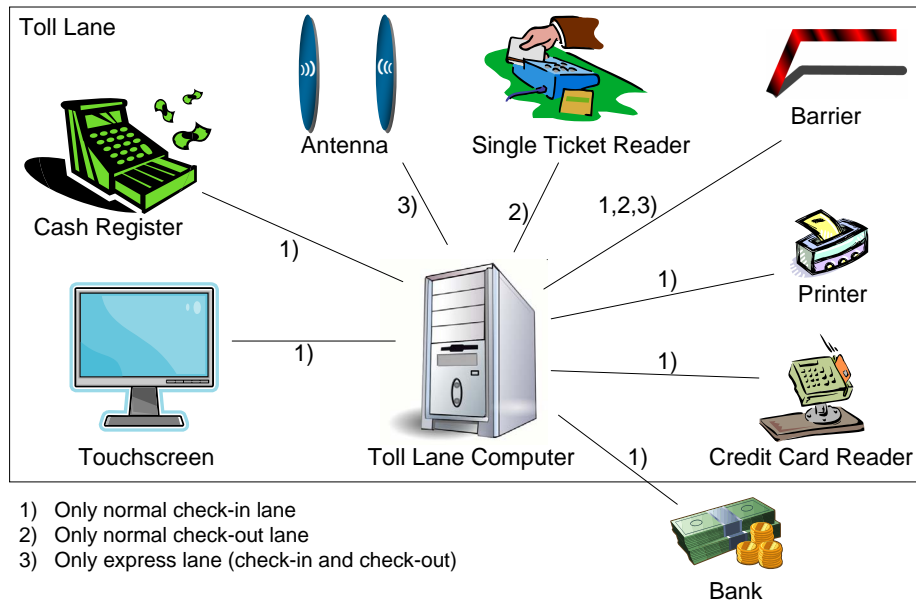 Toll Lane
Antenna
Single Ticket Reader
Barrier
3)
2)
1,2,3)
Cash Register
1)
1)
Printer
1)
1)
Touchscreen
Toll Lane Computer
1)
Credit Card Reader
1) Only normal check-in lane
2) Only normal check-out lane
3) Only express lane (check-in and check-out)
Bank